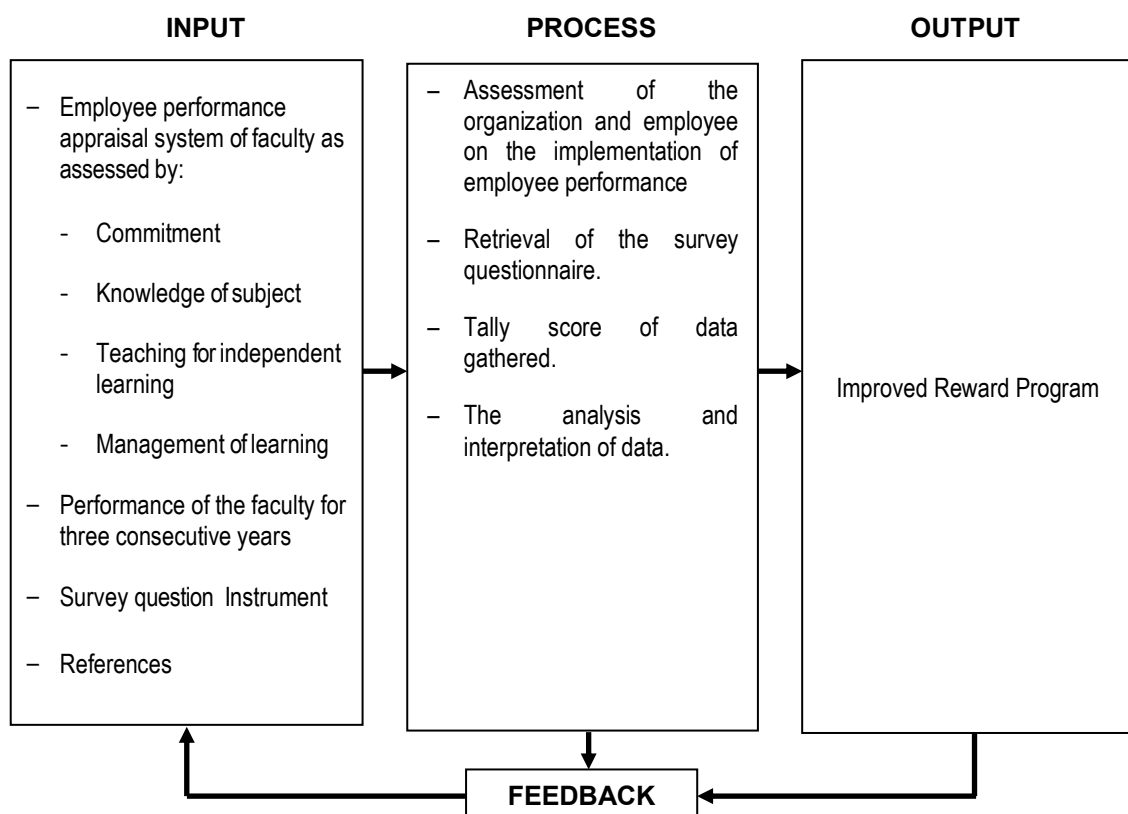 INPUT
– Employee performance
appraisal system of faculty as
assessed by:
- Commitment
- Knowledge of subject
- Teaching for independent
learning
- Management of learning
– Performance of the faculty for
three consecutive years
– Survey question Instrument
– References
PROCESS
– Assessment of the
organization and employee
on the implementation of
employee performance
– Retrieval of the survey
questionnaire.
– Tally score of data
gathered.
– The analysis and
interpretation of data.
OUTPUT
Improved Reward Program
FEEDBACK